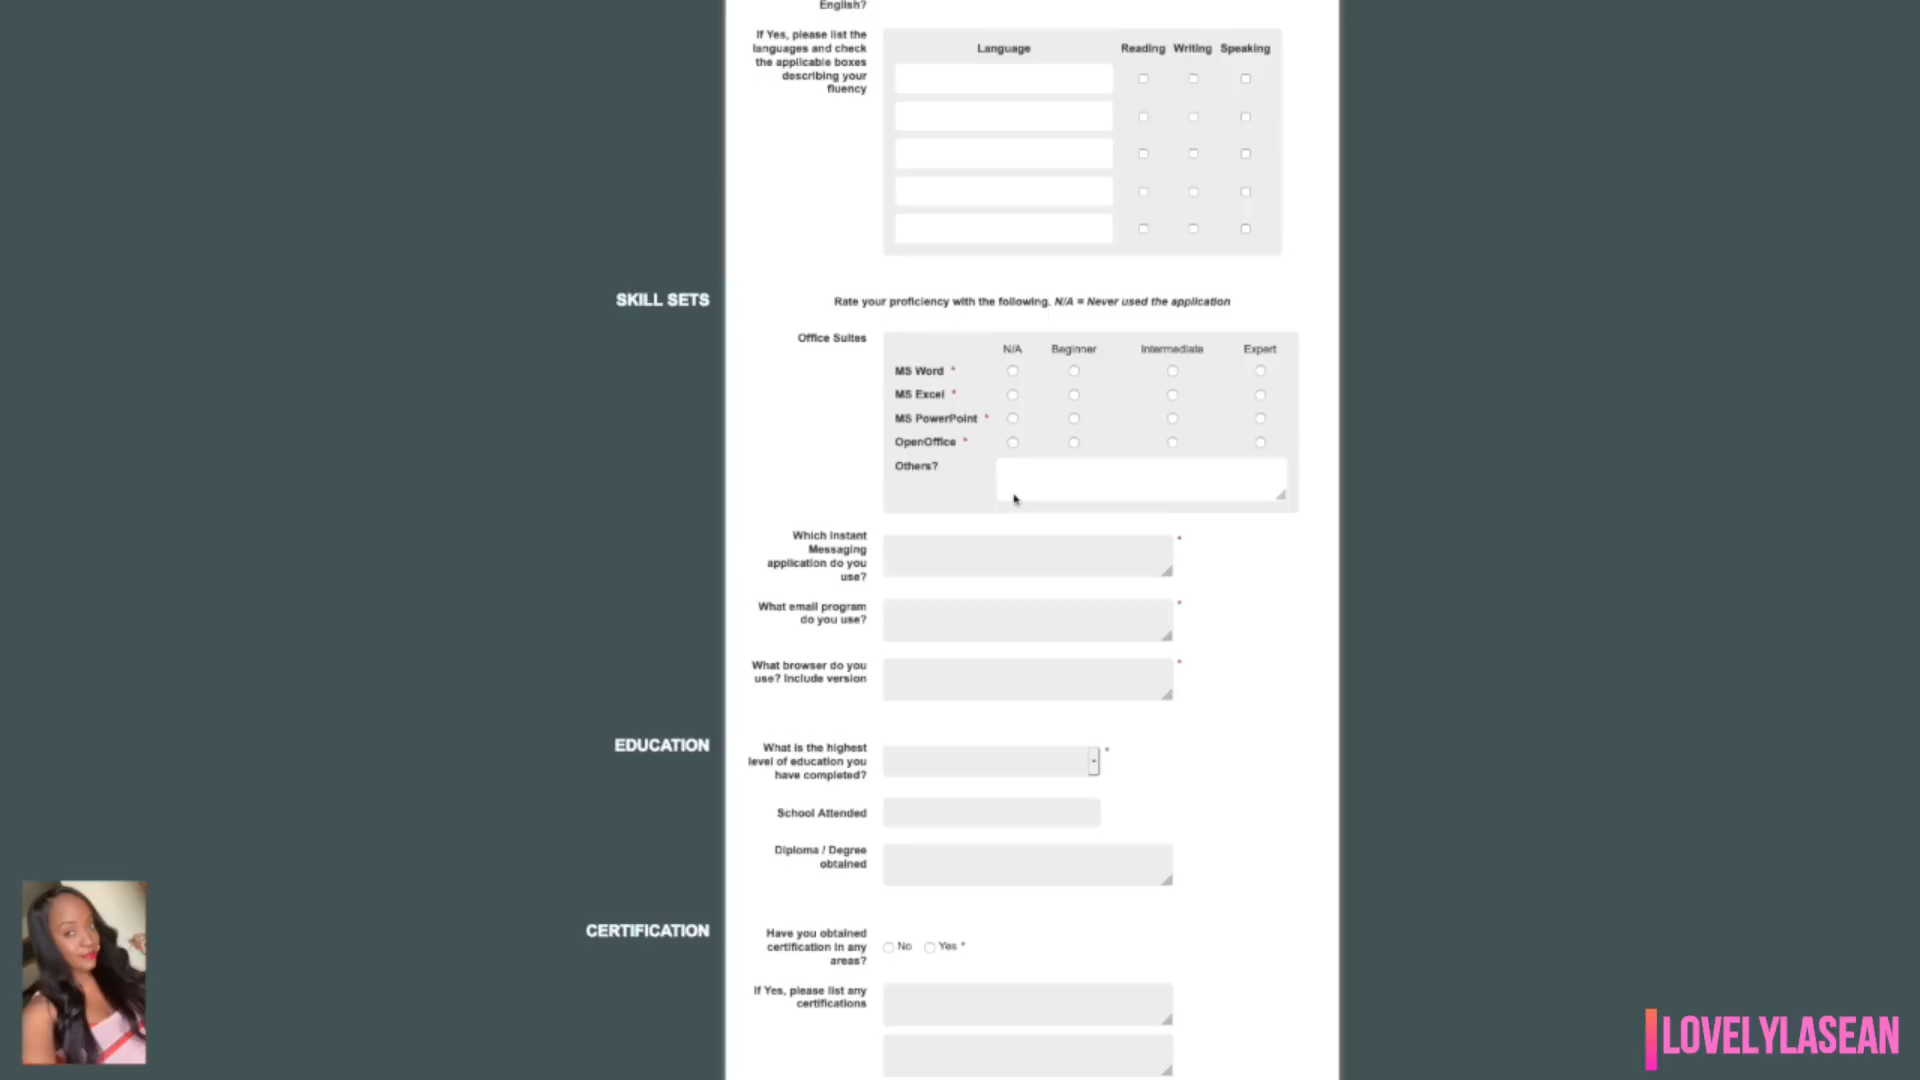 English?
If Yes, please list the
languages and check
the applicable boxes
describing your
fluency
Language Reading Writing Speaking
SKILL SETS
Rate your proficiency with the following. N/A = Never used the application
Office Suites
N/A Beginner Intermediate Expert
MS Word *
MS Excel *
MS PowerPoint *
OpenOffice *
Others?
Which Instant
Messaging
application do you
use?
*
What email program
do you use?
*
What browser do you
use? Include version
*
EDUCATION
What is the highest
level of education you
have completed?
*
School Attended
Diploma / Degree
obtained
CERTIFICATION
Have you obtained
certification in any
areas?
No Yes *
If Yes, please list any
certifications
LOVELYLASEAN